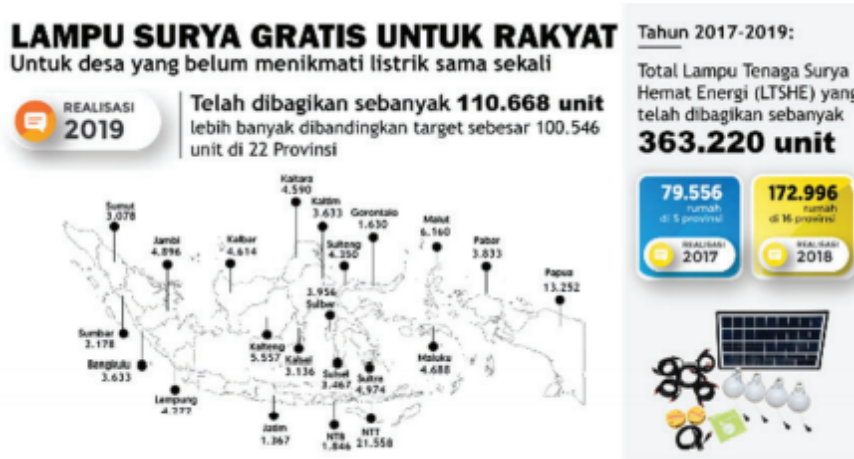 LAMPU SURYA GRATIS UNTUK RAKYAT
Untuk desa yang belum menikmati listrik sama sekali
REALISASI
2019
Telah dibagikan sebanyak 110.668 unit
lebih banyak dibandingkan target sebesar 100.546
unit di 22 Provinsi
Sumut
3.078
Jambi
4.896
Kalbar
4.614
Kaltara
4.590
Kaltim
3.633
Gorontalo
1.630
Sulteng
4.350
Malut
6.160
Pabar
3.833
Papua
13.252
3.956
Sulbar
Sumbar
2.178
Bengkulu
3.633
Lampung
Kalteng
5.557
Kalsel
3.136
Sulsel
3.467
Sultra
4.974
Maluku
4.688
Jatim
1.367
NTB
1.846
NTT
21.558
Tahun 2017-2019:
Total Lampu Tenaga Surya
Hemat Energi (LTSHE) yang
telah dibagikan sebanyak
363.220 unit
79.556
rumah
di 5 provinsi
REALISASI
2017
172.996
rumah
di 16 provinsi
REALISASI
2018